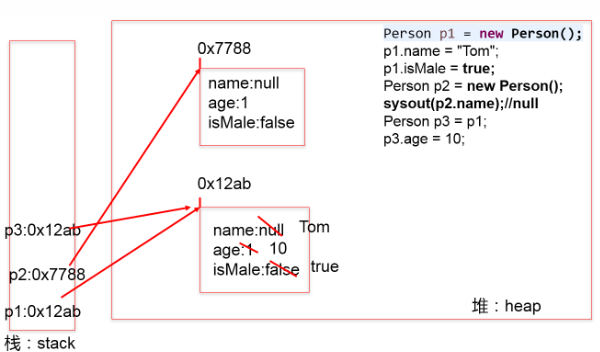 Person p1 = new Person();
p1.name = "Tom";
p1.isMale = true;
Person p2 = new Person();
sysout(p2.name);//null
Person p3 = p1;
p3.age = 10;
0x7788
name:null
age:1
isMale:false
0x12ab
name:null Tom
age:1 10
isMale:false true
p3:0x12ab
p2:0x7788
p1:0x12ab
栈：stack
堆：heap